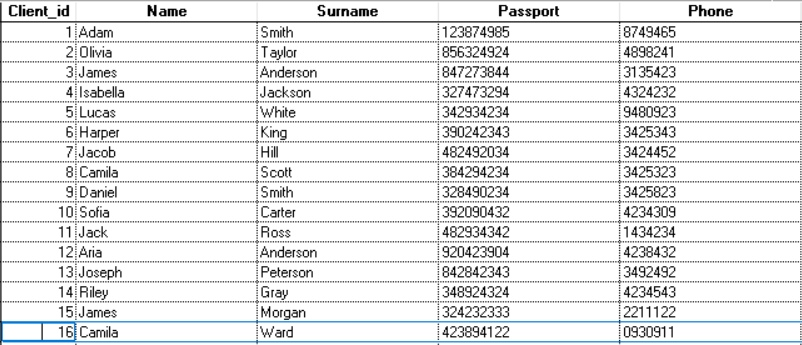 Client_id Name Surname Passport Phone
1 Adam Smith 123874985 8749465
2 Olivia Taylor 856324924 4898241
3 James Anderson 847273844 3135423
4 Isabella Jackson 327473294 4324232
5 Lucas White 342934234 9480923
6 Harper King 390242343 3425343
7 Jacob Hill 482492034 3424452
8 Camila Scott 384294234 3425323
9 Daniel Smith 328490234 3425823
10 Sofia Carter 392090432 4234309
11 Jack Ross 482934342 1434234
12 Aria Anderson 920423904 4238432
13 Joseph Peterson 842842343 3492492
14 Riley Gray 348924324 4234543
15 James Morgan 324232333 2211122
16 Camila Ward 423894122 0930911